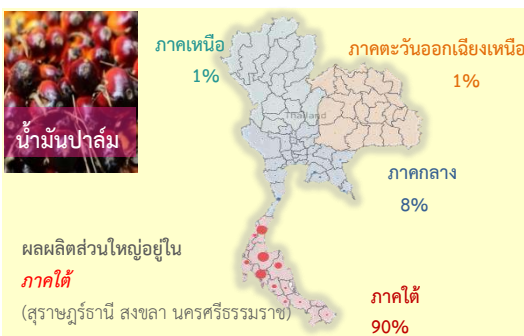 ภาคเหนือ
1%
ภาคตะวันออกเฉียงเหนือ
1%
Thailand
น้ำมันปาล์ม
ภาคกลาง
8%
ผลผลิตส่วนใหญ่อยู่ใน
ภาคใต้
(สุราษฎร์ธานี สงขลา นครศรีธรรมราช)
ภาคใต้
90%